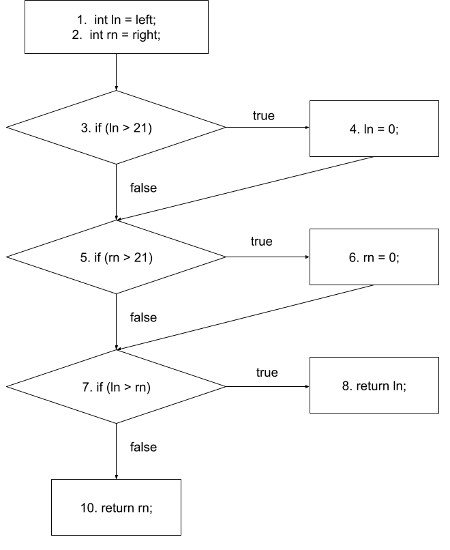 1. int ln = left;
2. int rn = right;
3. if (ln > 21)
true
4. ln = 0;
false
5. if (rn > 21)
true
6. rn = 0;
false
7. if (ln > rn)
true
8. return ln;
false
10. return rn;